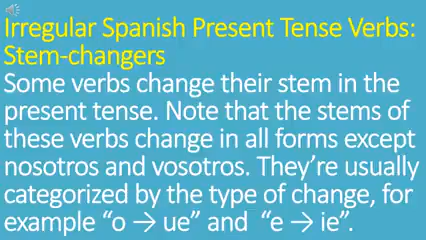 Irregular Spanish Present Tense Verbs:
Stem-changers
Some verbs change their stem in the
present tense. Note that the stems of
these verbs change in all forms except
nosotros and vosotros. They’re usually
categorized by the type of change, for
example “o → ue” and  “e → ie”.